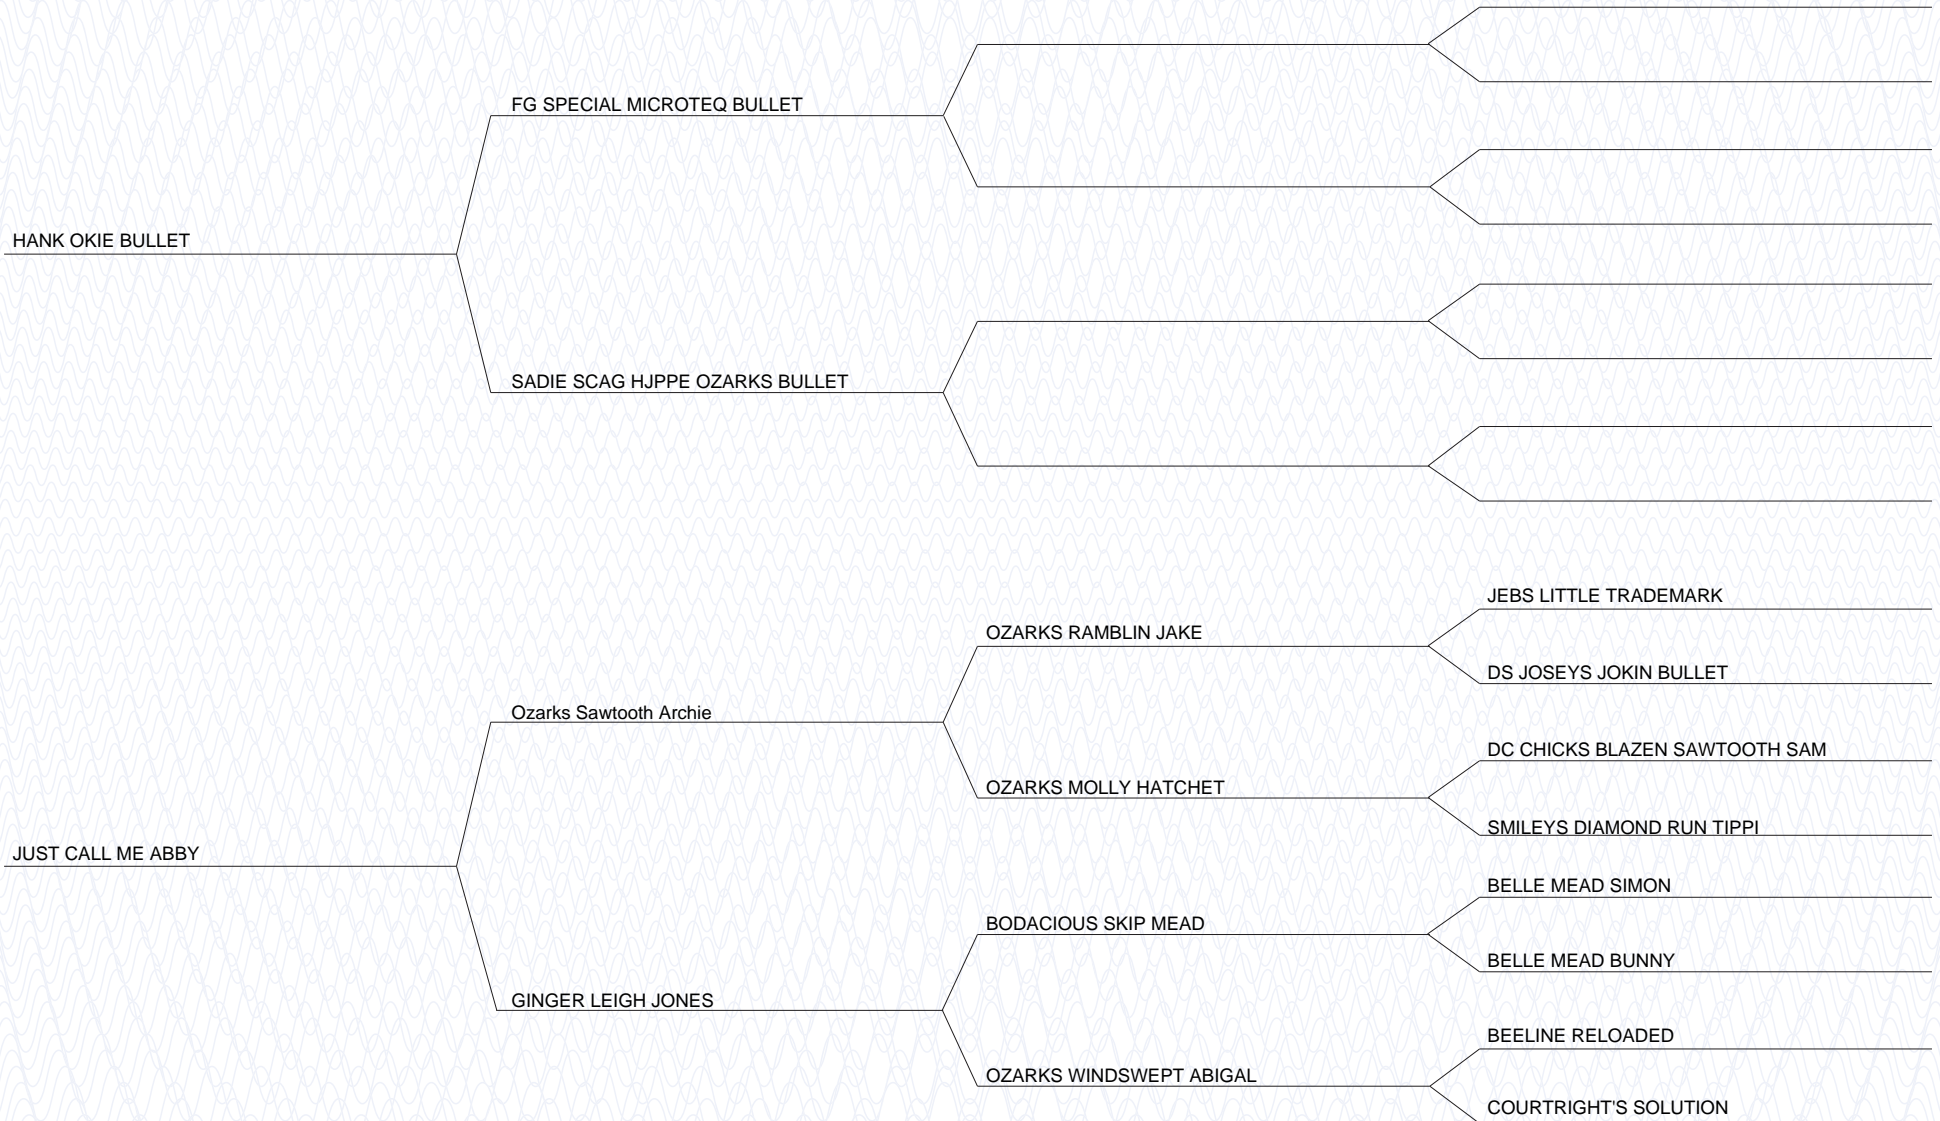 FG SPECIAL MICROTEQ BULLET
HANK OKIE BULLET
SADIE SCAG HJPPE OZARKS BULLET
JEBS LITTLE TRADEMARK
OZARKS RAMBLIN JAKE
DS JOSEYS JOKIN BULLET
Ozarks Sawtooth Archie
DC CHICKS BLAZEN SAWTOOTH SAM
OZARKS MOLLY HATCHET
SMILEYS DIAMOND RUN TIPPI
JUST CALL ME ABBY
BELLE MEAD SIMON
BODACIOUS SKIP MEAD
BELLE MEAD BUNNY
GINGER LEIGH JONES
BEELINE RELOADED
OZARKS WINDSWEPT ABIGAL
COURTRIGHT'S SOLUTION